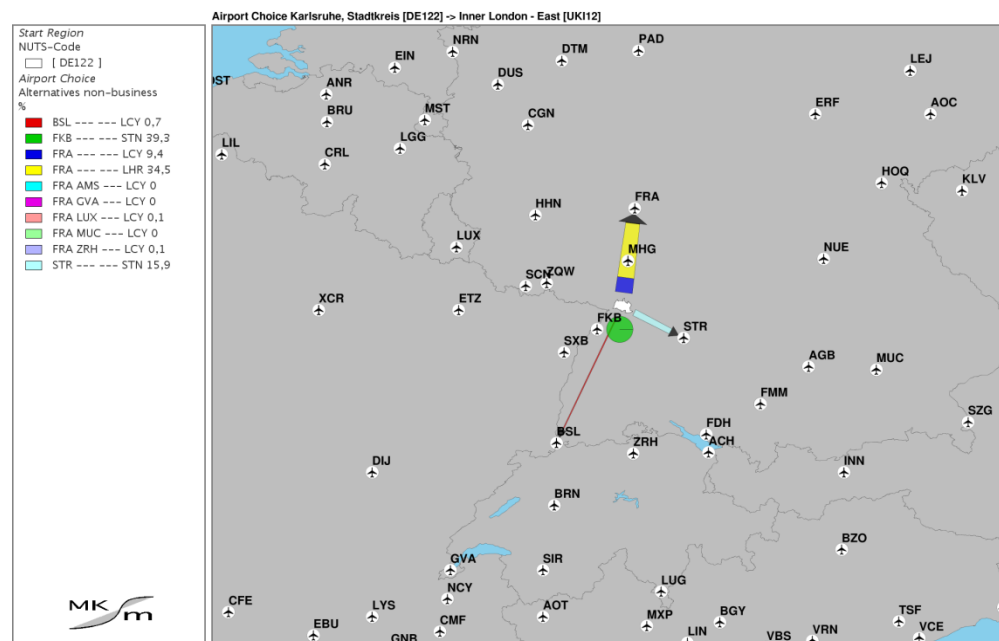 Airport Choice Karlsruhe, Stadtkreis [DE122] -> Inner London - East [UKI12]
Start Region
NUTS-Code
[ DE122 ]
Airport Choice
Alternatives non-business
%
BSL --- --- LCY 0,7
FKB --- --- STN 39,3
FRA --- --- LCY 9,4
FRA --- --- LHR 34,5
FRA AMS --- LCY 0
FRA GVA --- LCY 0
FRA LUX --- LCY 0,1
FRA MUC --- LCY 0
FRA ZRH --- LCY 0,1
STR --- --- STN 15,9
MK m
NRN
PAD
DTM
EIN
LEJ
DUS
OST
ANR
ERF
AOC
BRU
MST
CGN
LIL
LGG
CRL
HOQ
KLV
FRA
HHN
LUX
MHG
NUE
SCN
ZQW
XCR
ETZ
FKB
STR
SXB
AGB
MUC
FMM
SZG
BSL
FDH
ZRH
ACH
DIJ
INN
BRN
BZO
GVA
SIR
LUG
NCY
CFE
LYS
AOT
MXP
BGY
TSF
EBU
CMF
GNB
LIN
VBS
VRN
VCE